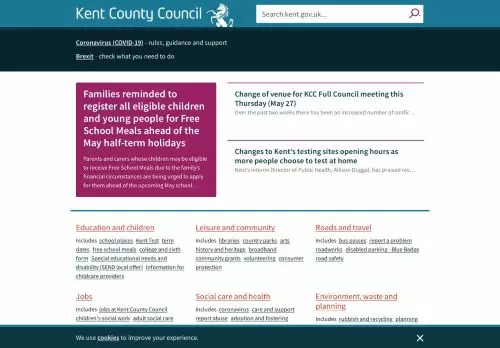 Kent County Council
Search kent.gov.uk...
Coronavirus (COVID-19) - rules, guidance and support
Brexit - check what you need to do
Families reminded to
register all eligible children
and young people for Free
School Meals ahead of the
May half-term holidays
Parents and carers whose children may be eligible
to receive Free School Meals due to the family's
financial circumstances are being urged to apply
for them ahead of the upcoming May school...
Change of venue for KCC Full Council meeting this
Thursday (May 27)
Over the past two weeks there has been an increased number of confir...
Changes to Kent's testing sites opening hours as
more people choose to test at home
Kent's interim Director of Public Health, Allison Duggal, has praised res...
Education and children
Includes school places Kent Test term
dates free school meals college and sixth
form Special educational needs and
disability (SEND local offer) Information for
childcare providers
Leisure and community
Includes libraries country parks arts
history and heritage broadband
community grants volunteering consumer
protection
Roads and travel
Includes bus passes report a problem
roadworks disabled parking - Blue Badge
road safety
Jobs
Includes jobs at Kent County Council
children's social work adult social care
Social care and health
Includes coronavirus care and support
report abuse adoption and fostering
Environment, waste and
planning
Includes rubbish and recycling planning
We use cookies to improve your experience.